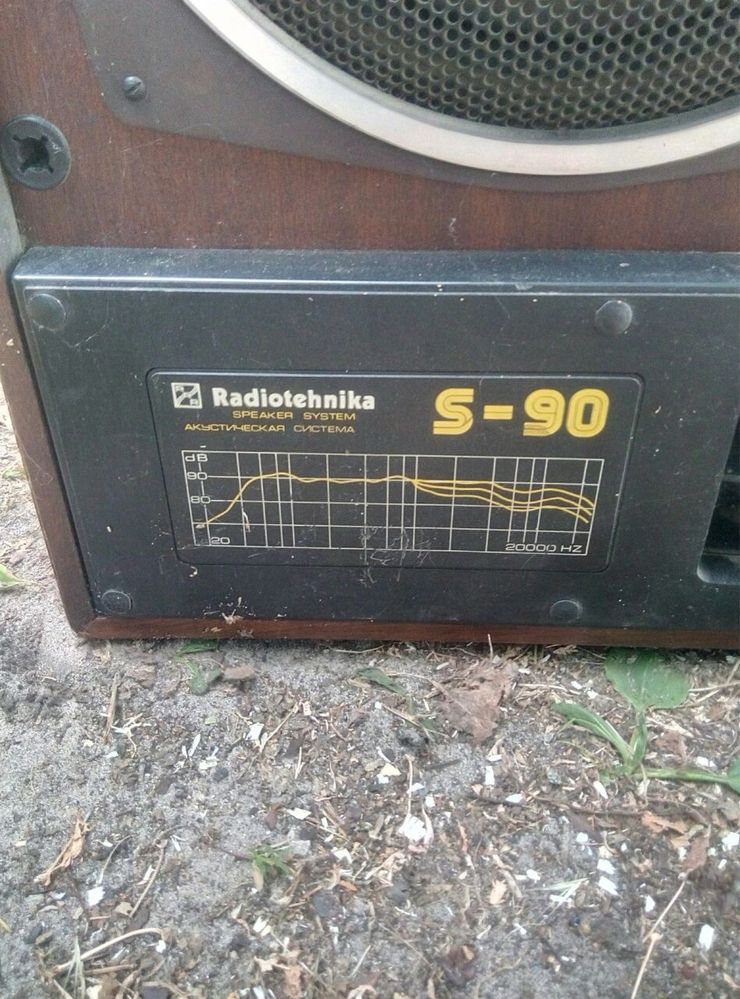 Radiotehnika
S-90
SPEAKER SYSTEM
АКУСТИЧЕСКАЯ СИСТЕМА
dB
90
80
20
20000 HZ